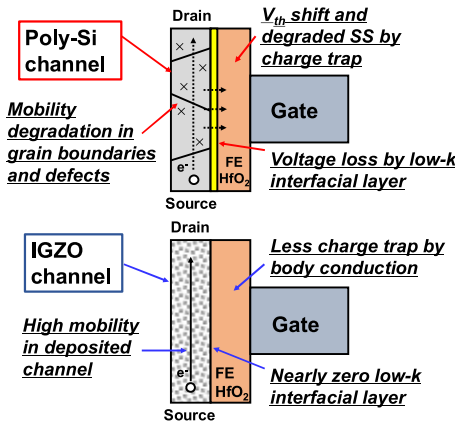 Drain
Poly-Si
channel
V_th shift and
degraded SS by
charge trap
Mobility
degradation in
grain boundaries
and defects
Gate
e-
FE
HfO₂
Voltage loss by low-k
interfacial layer
Source
Drain
IGZO
channel
Less charge trap by
body conduction
High mobility
in deposited
channel
Gate
e-
FE
HfO₂
Nearly zero low-k
interfacial layer
Source